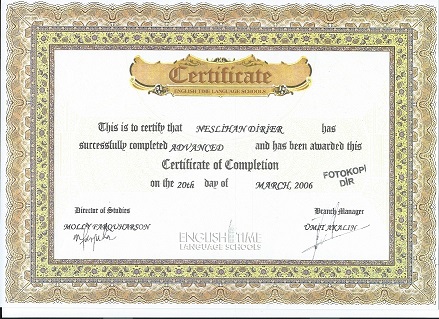 Certificate
ENGLISH TIME LANGUAGE SCHOOLS
This is to certify that NESLİHAN DİRİER has
successfully completed ADVANCED and has been awarded this
Certificate of Completion
on the 20th day of MARCH, 2006
FOTOKOPİ
DİR
Director of Studies Branch Manager
MOLLY FARQUHARSON ÜMİT AKALIN
ENGLISH TIME
LANGUAGE SCHOOLS